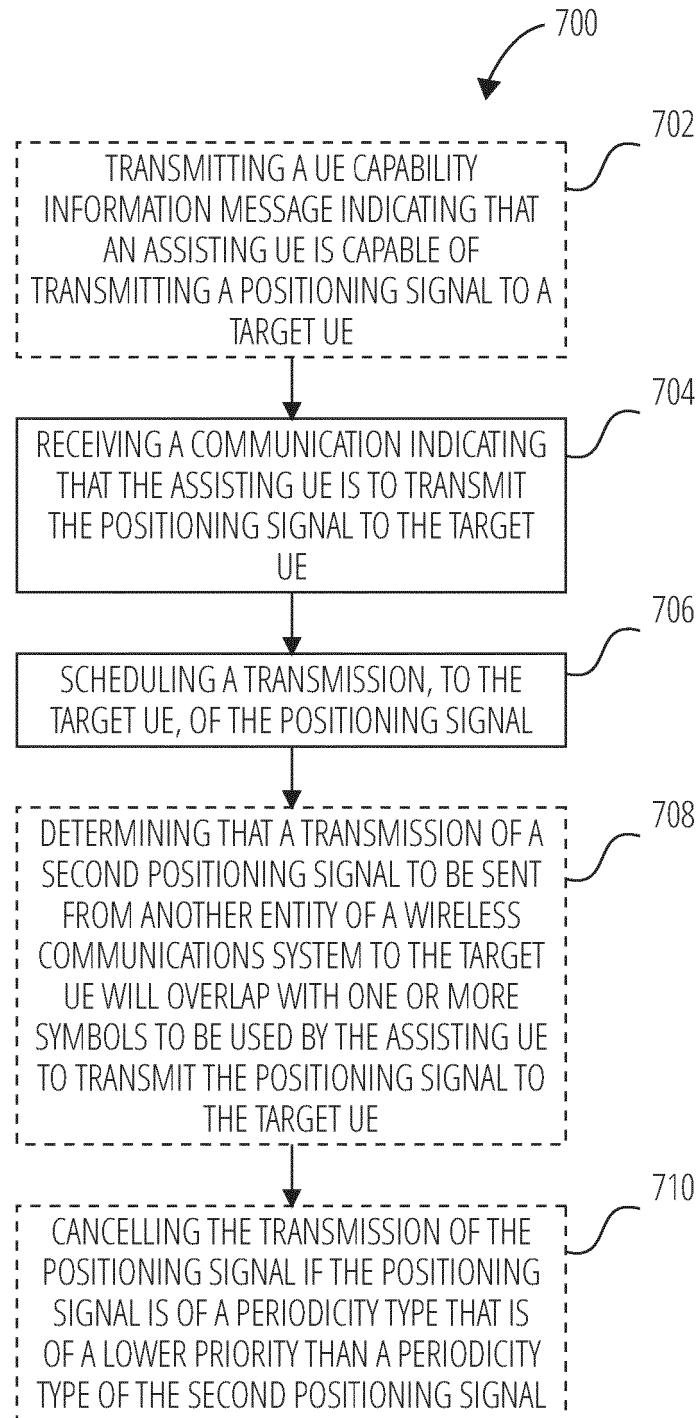 700
702
TRANSMITTING A UE CAPABILITY
INFORMATION MESSAGE INDICATING THAT
AN ASSISTING UE IS CAPABLE OF
TRANSMITTING A POSITIONING SIGNAL TO A
TARGET UE
704
RECEIVING A COMMUNICATION INDICATING
THAT THE ASSISTING UE IS TO TRANSMIT
THE POSITIONING SIGNAL TO THE TARGET
UE
706
SCHEDULING A TRANSMISSION, TO THE
TARGET UE, OF THE POSITIONING SIGNAL
708
DETERMINING THAT A TRANSMISSION OF A
SECOND POSITIONING SIGNAL TO BE SENT
FROM ANOTHER ENTITY OF A WIRELESS
COMMUNICATIONS SYSTEM TO THE TARGET
UE WILL OVERLAP WITH ONE OR MORE
SYMBOLS TO BE USED BY THE ASSISTING UE
TO TRANSMIT THE POSITIONING SIGNAL TO
THE TARGET UE
710
CANCELLING THE TRANSMISSION OF THE
POSITIONING SIGNAL IF THE POSITIONING
SIGNAL IS OF A PERIODICITY TYPE THAT IS
OF A LOWER PRIORITY THAN A PERIODICITY
TYPE OF THE SECOND POSITIONING SIGNAL